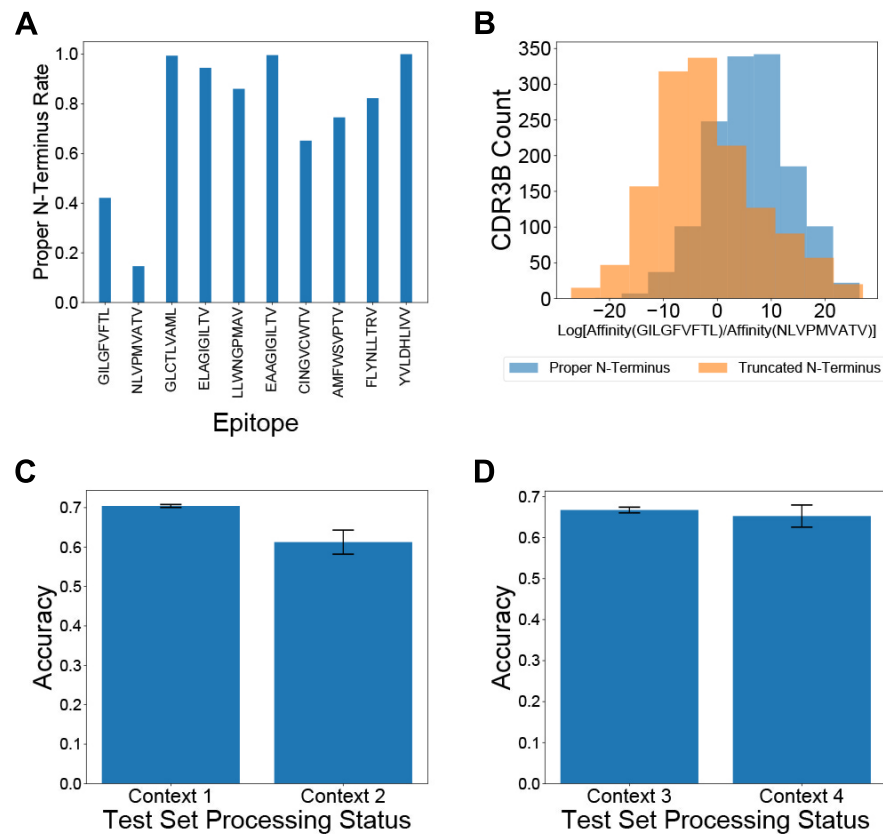 A
Proper N-Terminus Rate
1.0
0.8
0.6
0.4
0.2
0.0
GILGFVFTL
NLVPMVATV
GLCTLVAML
ELAGIGILTV
LLWNGPMAV
EAAGIGILTV
CINGVCWTV
AMFWSVPTV
FLYNLLTRV
YVLDHLIVV
Epitope
B
CDR3B Count
350
300
250
200
150
100
50
0
−20 −10 0 10 20
Log[Affinity(GILGFVFTL)/Affinity(NLVPMVATV)]
Proper N-Terminus Truncated N-Terminus
C
Accuracy
0.7
0.6
0.5
0.4
0.3
0.2
0.1
0.0
Context 1 Context 2
Test Set Processing Status
D
Accuracy
0.7
0.6
0.5
0.4
0.3
0.2
0.1
0.0
Context 3 Context 4
Test Set Processing Status